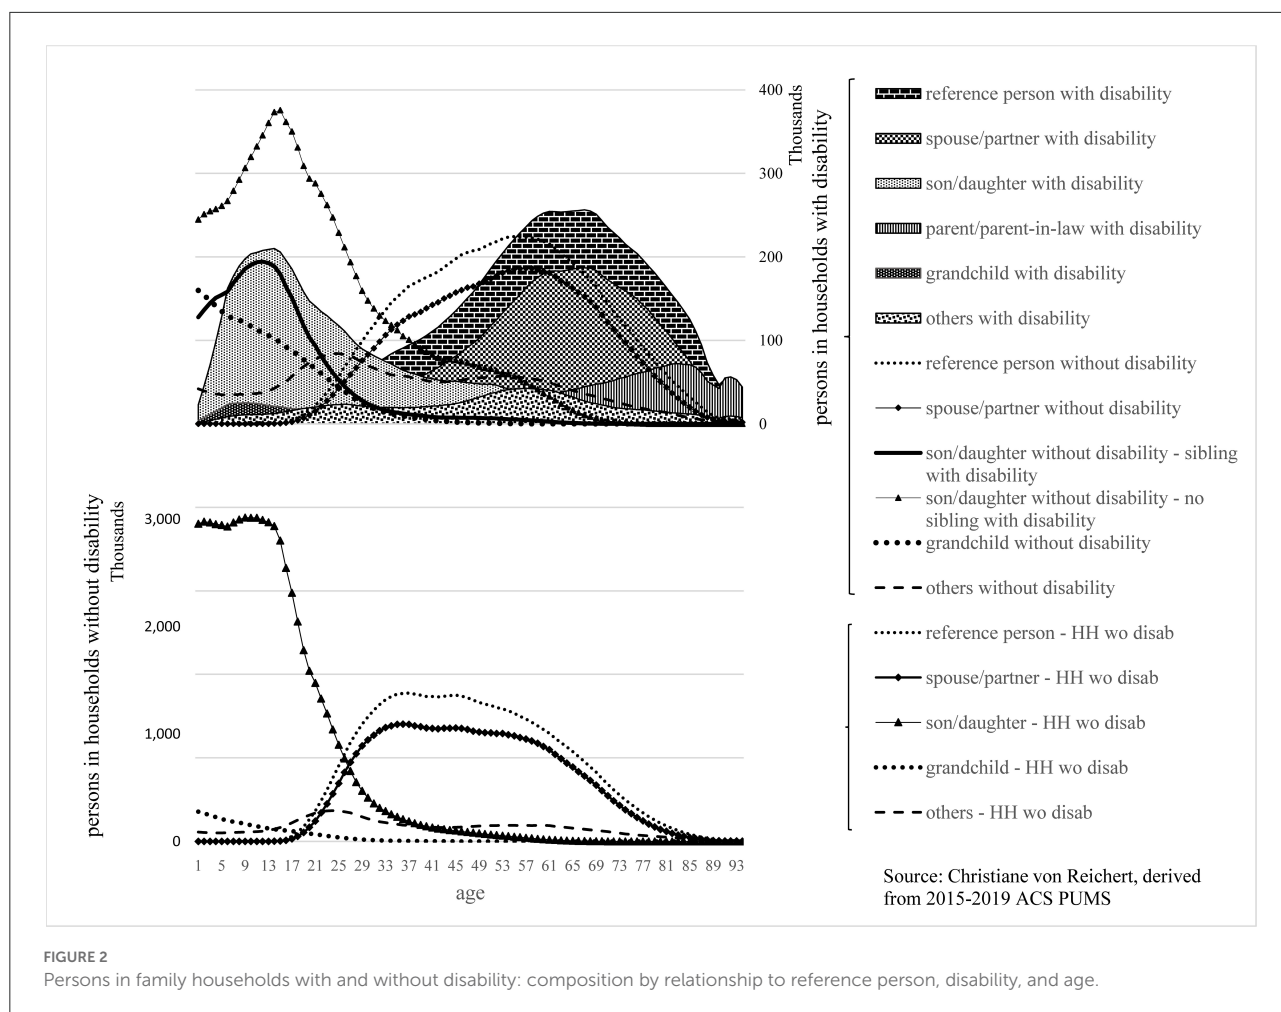 400
300
200
100
0
Thousands
persons in households with disability
reference person with disability
spouse/partner with disability
son/daughter with disability
parent/parent-in-law with disability
grandchild with disability
others with disability
reference person without disability
spouse/partner without disability
son/daughter without disability - sibling
with disability
son/daughter without disability - no
sibling with disability
grandchild without disability
others without disability
reference person - HH wo disab
spouse/partner - HH wo disab
son/daughter - HH wo disab
grandchild - HH wo disab
others - HH wo disab
persons in households without disability
Thousands
3,000
2,000
1,000
0
1 5 9 13 17 21 25 29 33 37 41 45 49 53 57 61 65 69 73 77 81 85 89 93
age
Source: Christiane von Reichert, derived
from 2015-2019 ACS PUMS
FIGURE 2
Persons in family households with and without disability: composition by relationship to reference person, disability, and age.